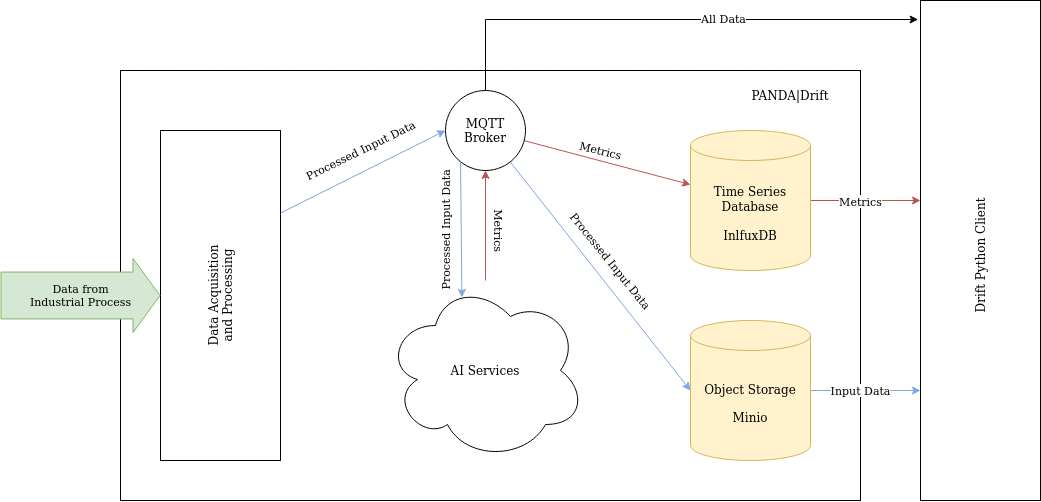 All Data
PANDA|Drift
MQTT
Broker
Processed Input Data
Metrics
Time Series
Database
InlfuxDB
Metrics
Processed Input Data
Metrics
Processed Input Data
Drift Python Client
Data Acquisition
and Processing
Data from
Industrial Process
AI Services
Object Storage
Minio
Input Data